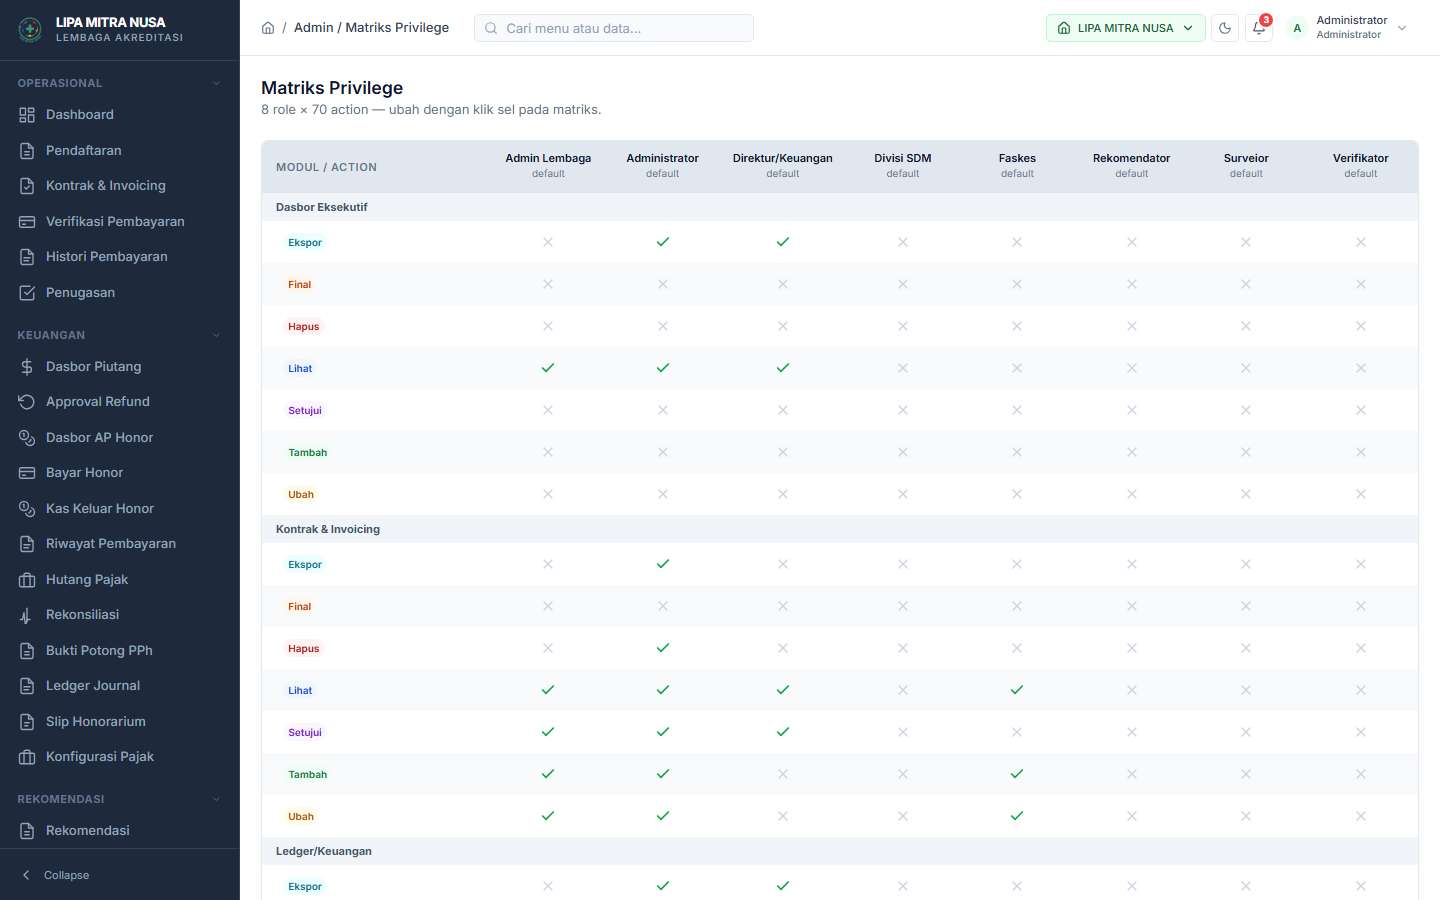 LIPA MITRA NUSA
LEMBAGA AKREDITASI
OPERASIONAL
Dashboard
Pendaftaran
Kontrak & Invoicing
Verifikasi Pembayaran
Histori Pembayaran
Penugasan
KEUANGAN
Dasbor Piutang
Approval Refund
Dasbor AP Honor
Bayar Honor
Kas Keluar Honor
Riwayat Pembayaran
Hutang Pajak
Rekonsiliasi
Bukti Potong PPh
Ledger Journal
Slip Honorarium
Konfigurasi Pajak
REKOMENDASI
Rekomendasi
Collapse
/ Admin / Matriks Privilege
Cari menu atau data...
LIPA MITRA NUSA
3
A
Administrator
Administrator
Matriks Privilege
8 role × 70 action — ubah dengan klik sel pada matriks.
MODUL / ACTION
Admin Lembaga
default
Administrator
default
Direktur/Keuangan
default
Divisi SDM
default
Faskes
default
Rekomendator
default
Surveior
default
Verifikator
default
Dasbor Eksekutif
Ekspor
Final
Hapus
Lihat
Setujui
Tambah
Ubah
Kontrak & Invoicing
Ekspor
Final
Hapus
Lihat
Setujui
Tambah
Ubah
Ledger/Keuangan
Ekspor